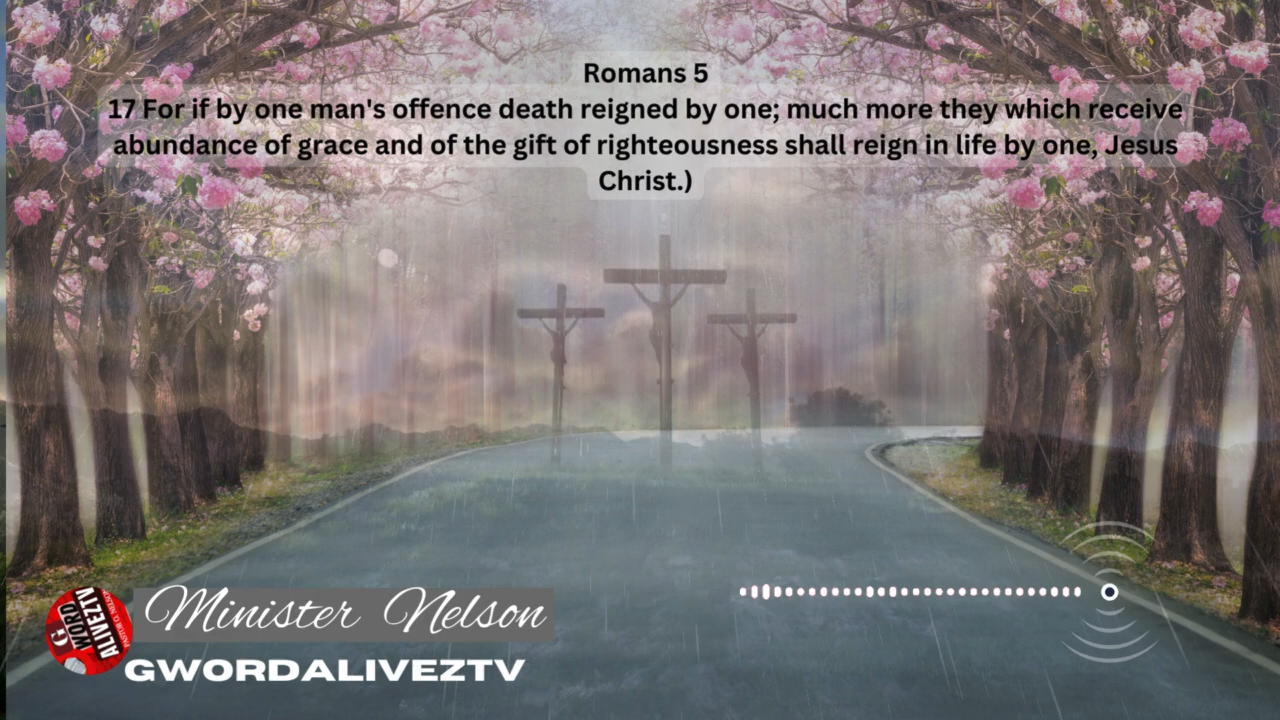 Romans 5
17 For if by one man's offence death reigned by one; much more they which receive
abundance of grace and of the gift of righteousness shall reign in life by one, Jesus
Christ.)
G
WORD
ALIVEZTV
Minister Nelson
GWORDALIVEZTV